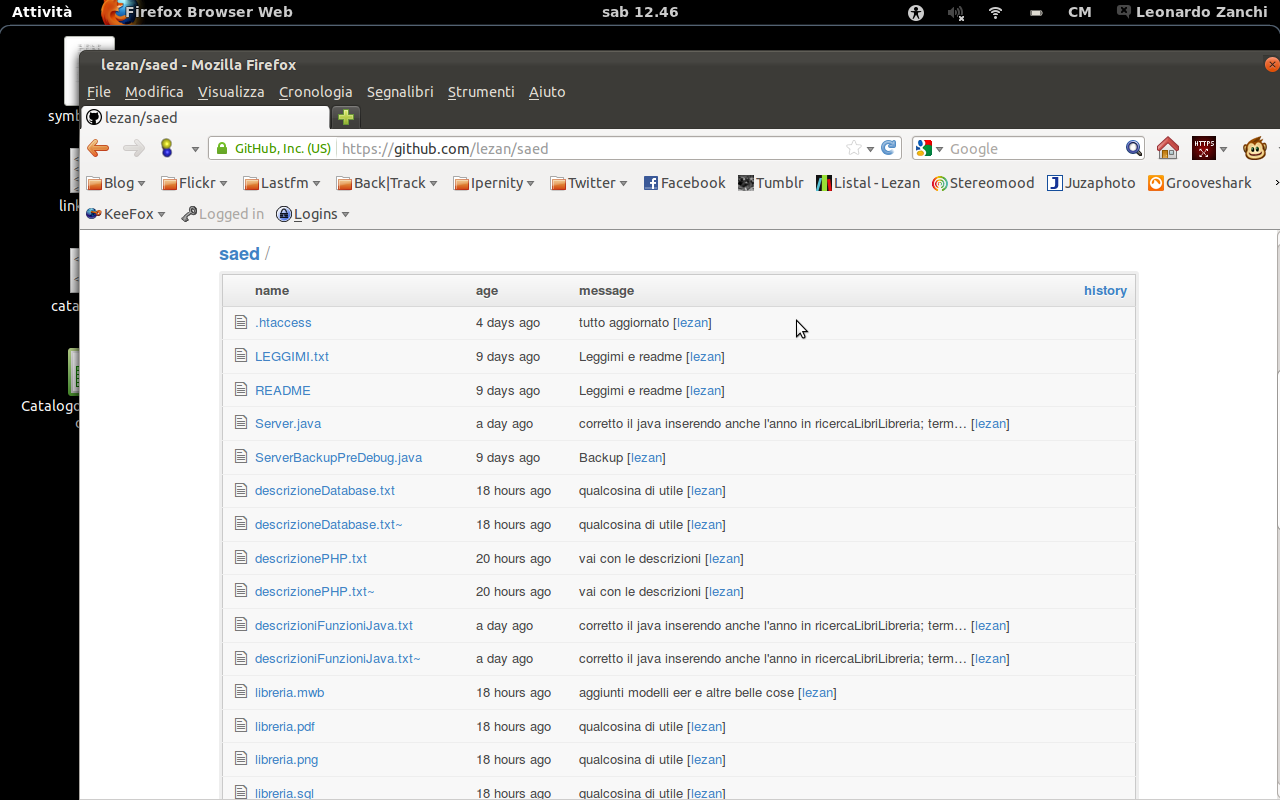 Attività Firefox Browser Web sab 12.46 CM Leonardo Zanchi
lezan/saed - Mozilla Firefox
File Modifica Visualizza Cronologia Segnalibri Strumenti Aiuto
lezan/saed
GitHub, Inc. (US) https://github.com/lezan/saed Google HTTPS
Blog Flickr Lastfm Back|Track Ipernity Twitter Facebook Tumblr Listal - Lezan Stereomood Juzaphoto Grooveshark
KeeFox Logged in Logins
symb
link
cata
Catalogo
saed /
name age message history
.htaccess 4 days ago tutto aggiornato [lezan]
LEGGIMI.txt 9 days ago Leggimi e readme [lezan]
README 9 days ago Leggimi e readme [lezan]
Server.java a day ago corretto il java inserendo anche l'anno in ricercaLibriLibreria; term… [lezan]
ServerBackupPreDebug.java 9 days ago Backup [lezan]
descrizioneDatabase.txt 18 hours ago qualcosina di utile [lezan]
descrizioneDatabase.txt~ 18 hours ago qualcosina di utile [lezan]
descrizionePHP.txt 20 hours ago vai con le descrizioni [lezan]
descrizionePHP.txt~ 20 hours ago vai con le descrizioni [lezan]
descrizioniFunzioniJava.txt a day ago corretto il java inserendo anche l'anno in ricercaLibriLibreria; term… [lezan]
descrizioniFunzioniJava.txt~ a day ago corretto il java inserendo anche l'anno in ricercaLibriLibreria; term… [lezan]
libreria.mwb 18 hours ago aggiunti modelli eer e altre belle cose [lezan]
libreria.pdf 18 hours ago qualcosina di utile [lezan]
libreria.png 18 hours ago qualcosina di utile [lezan]
libreria.sql 18 hours ago qualcosina di utile [lezan]